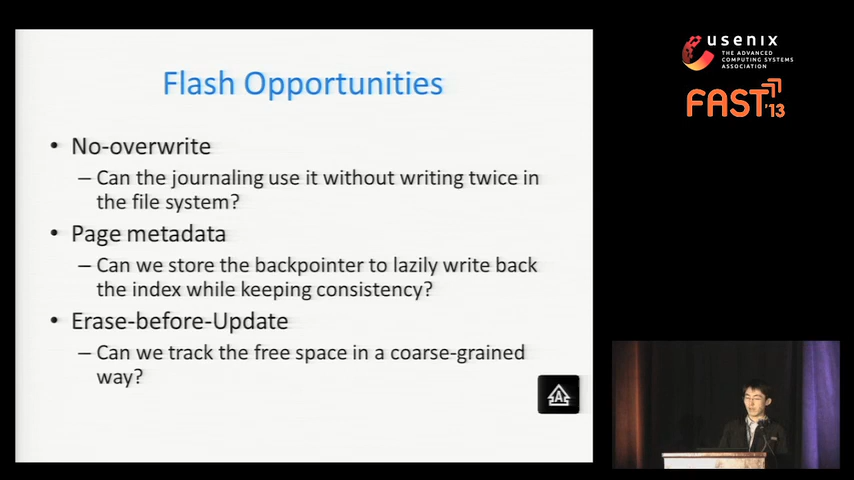 Flash Opportunities
• No-overwrite
– Can the journaling use it without writing twice in
the file system?
• Page metadata
– Can we store the backpointer to lazily write back
the index while keeping consistency?
• Erase-before-Update
– Can we track the free space in a coarse-grained
way?
usenix
THE ADVANCED
COMPUTING SYSTEMS
ASSOCIATION
FAST'13
A